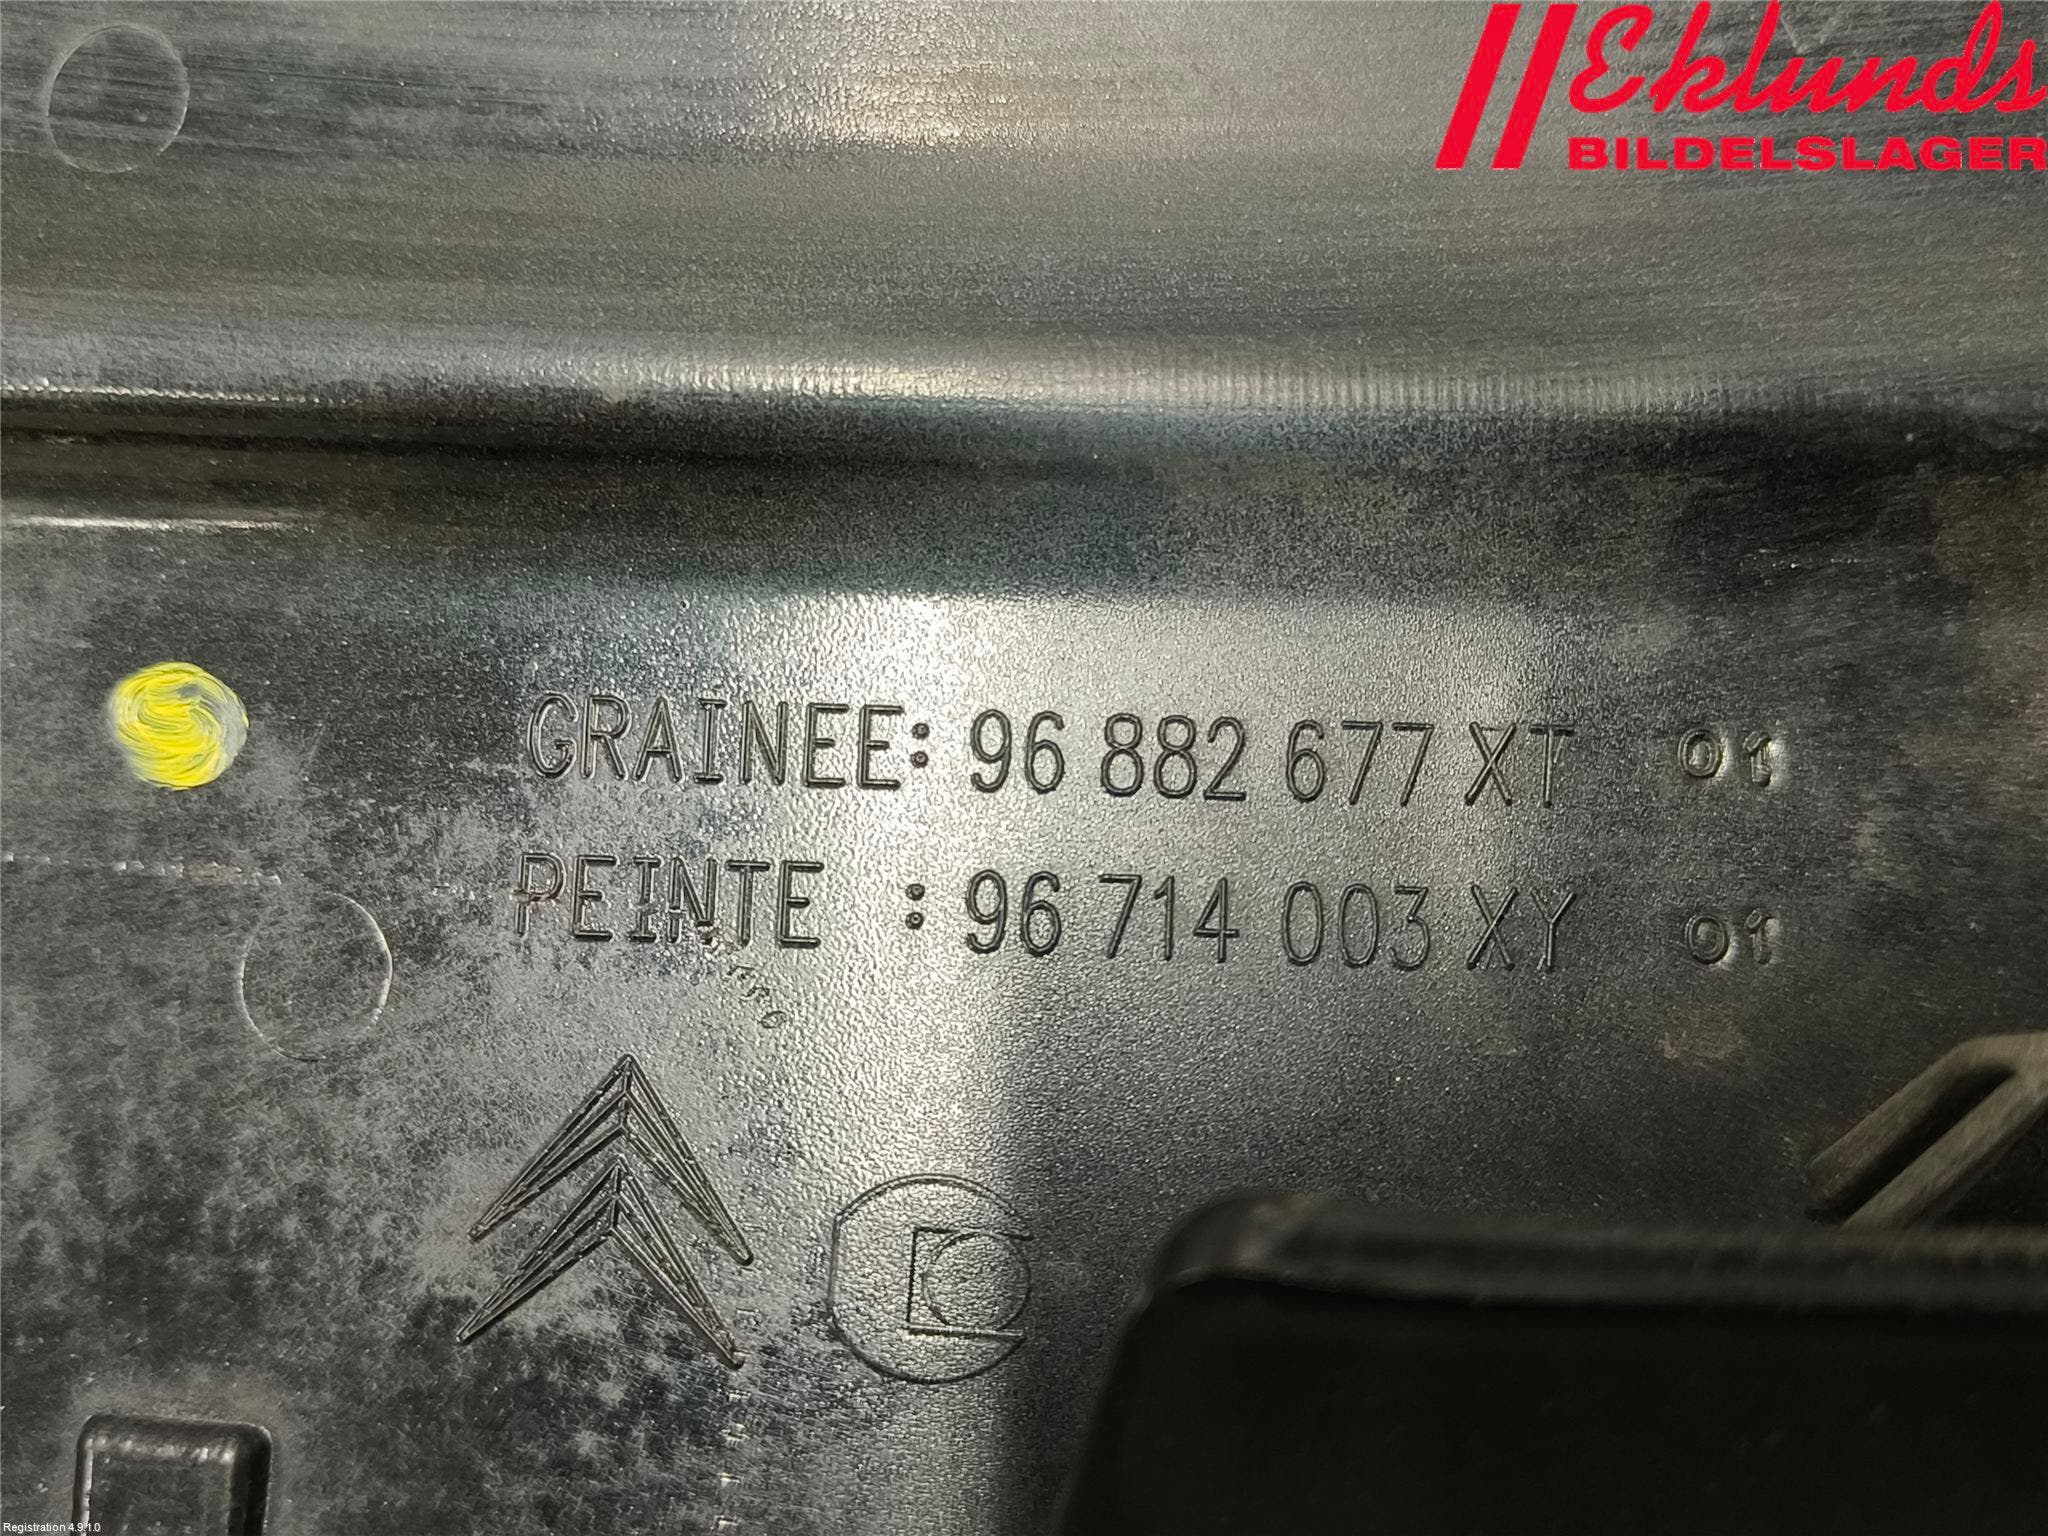 Eklunds
BILDELSLAGER
GRAINEE: 96 882 677 XT 01
PEINTE : 96 714 003 XY 01
Registration 4.9.1.0